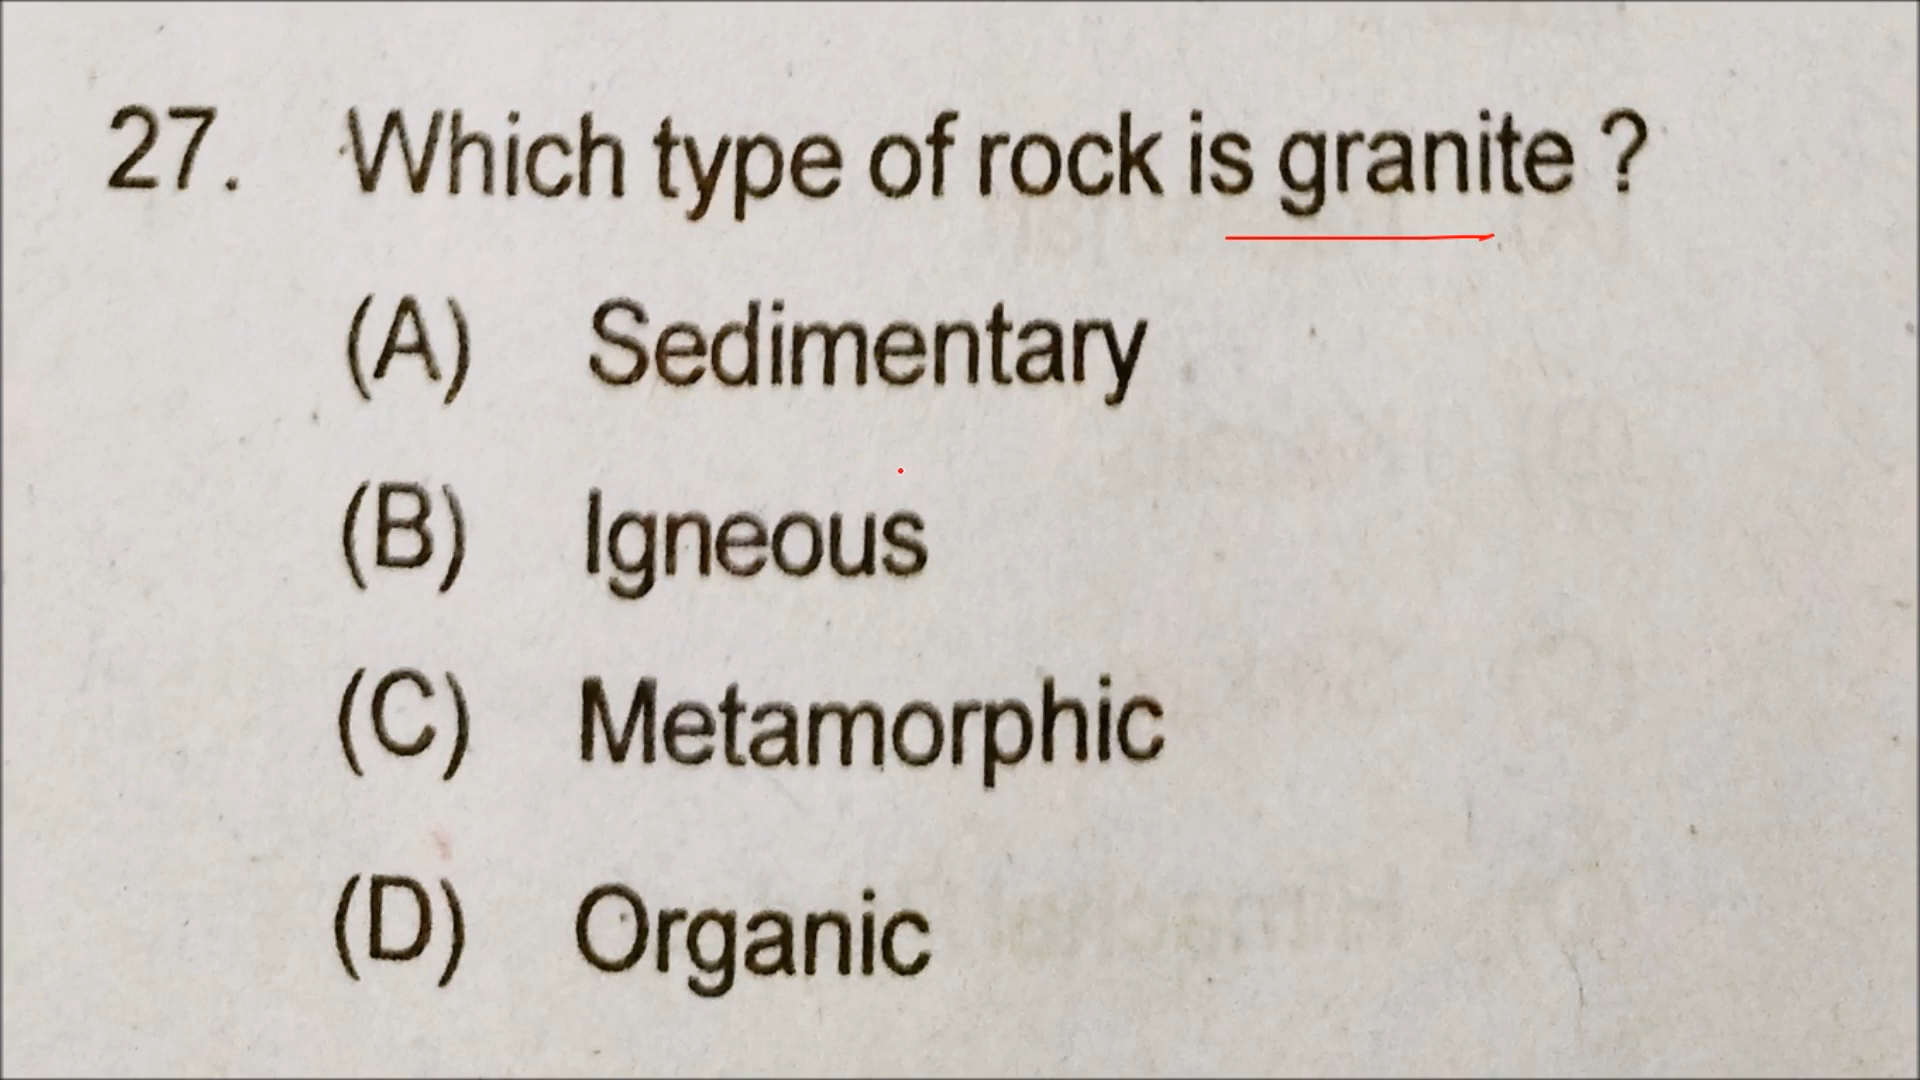 27. Which type of rock is granite ?
(A) Sedimentary
(B) Igneous
(C) Metamorphic
(D) Organic